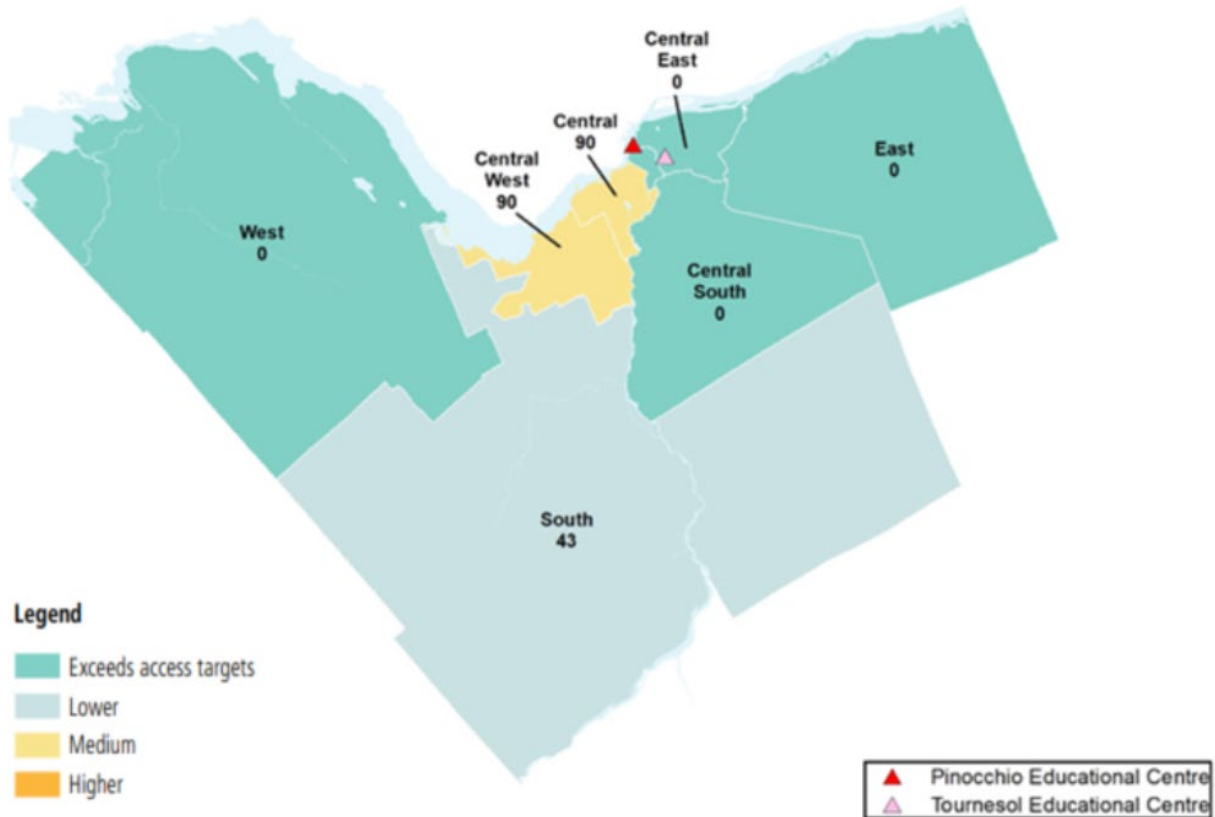 Central
East
0
Central
90
Central
West
90
East
0
West
0
Central
South
0
South
43
Legend
Exceeds access targets
Lower
Medium
Higher
Pinocchio Educational Centre
Tournesol Educational Centre